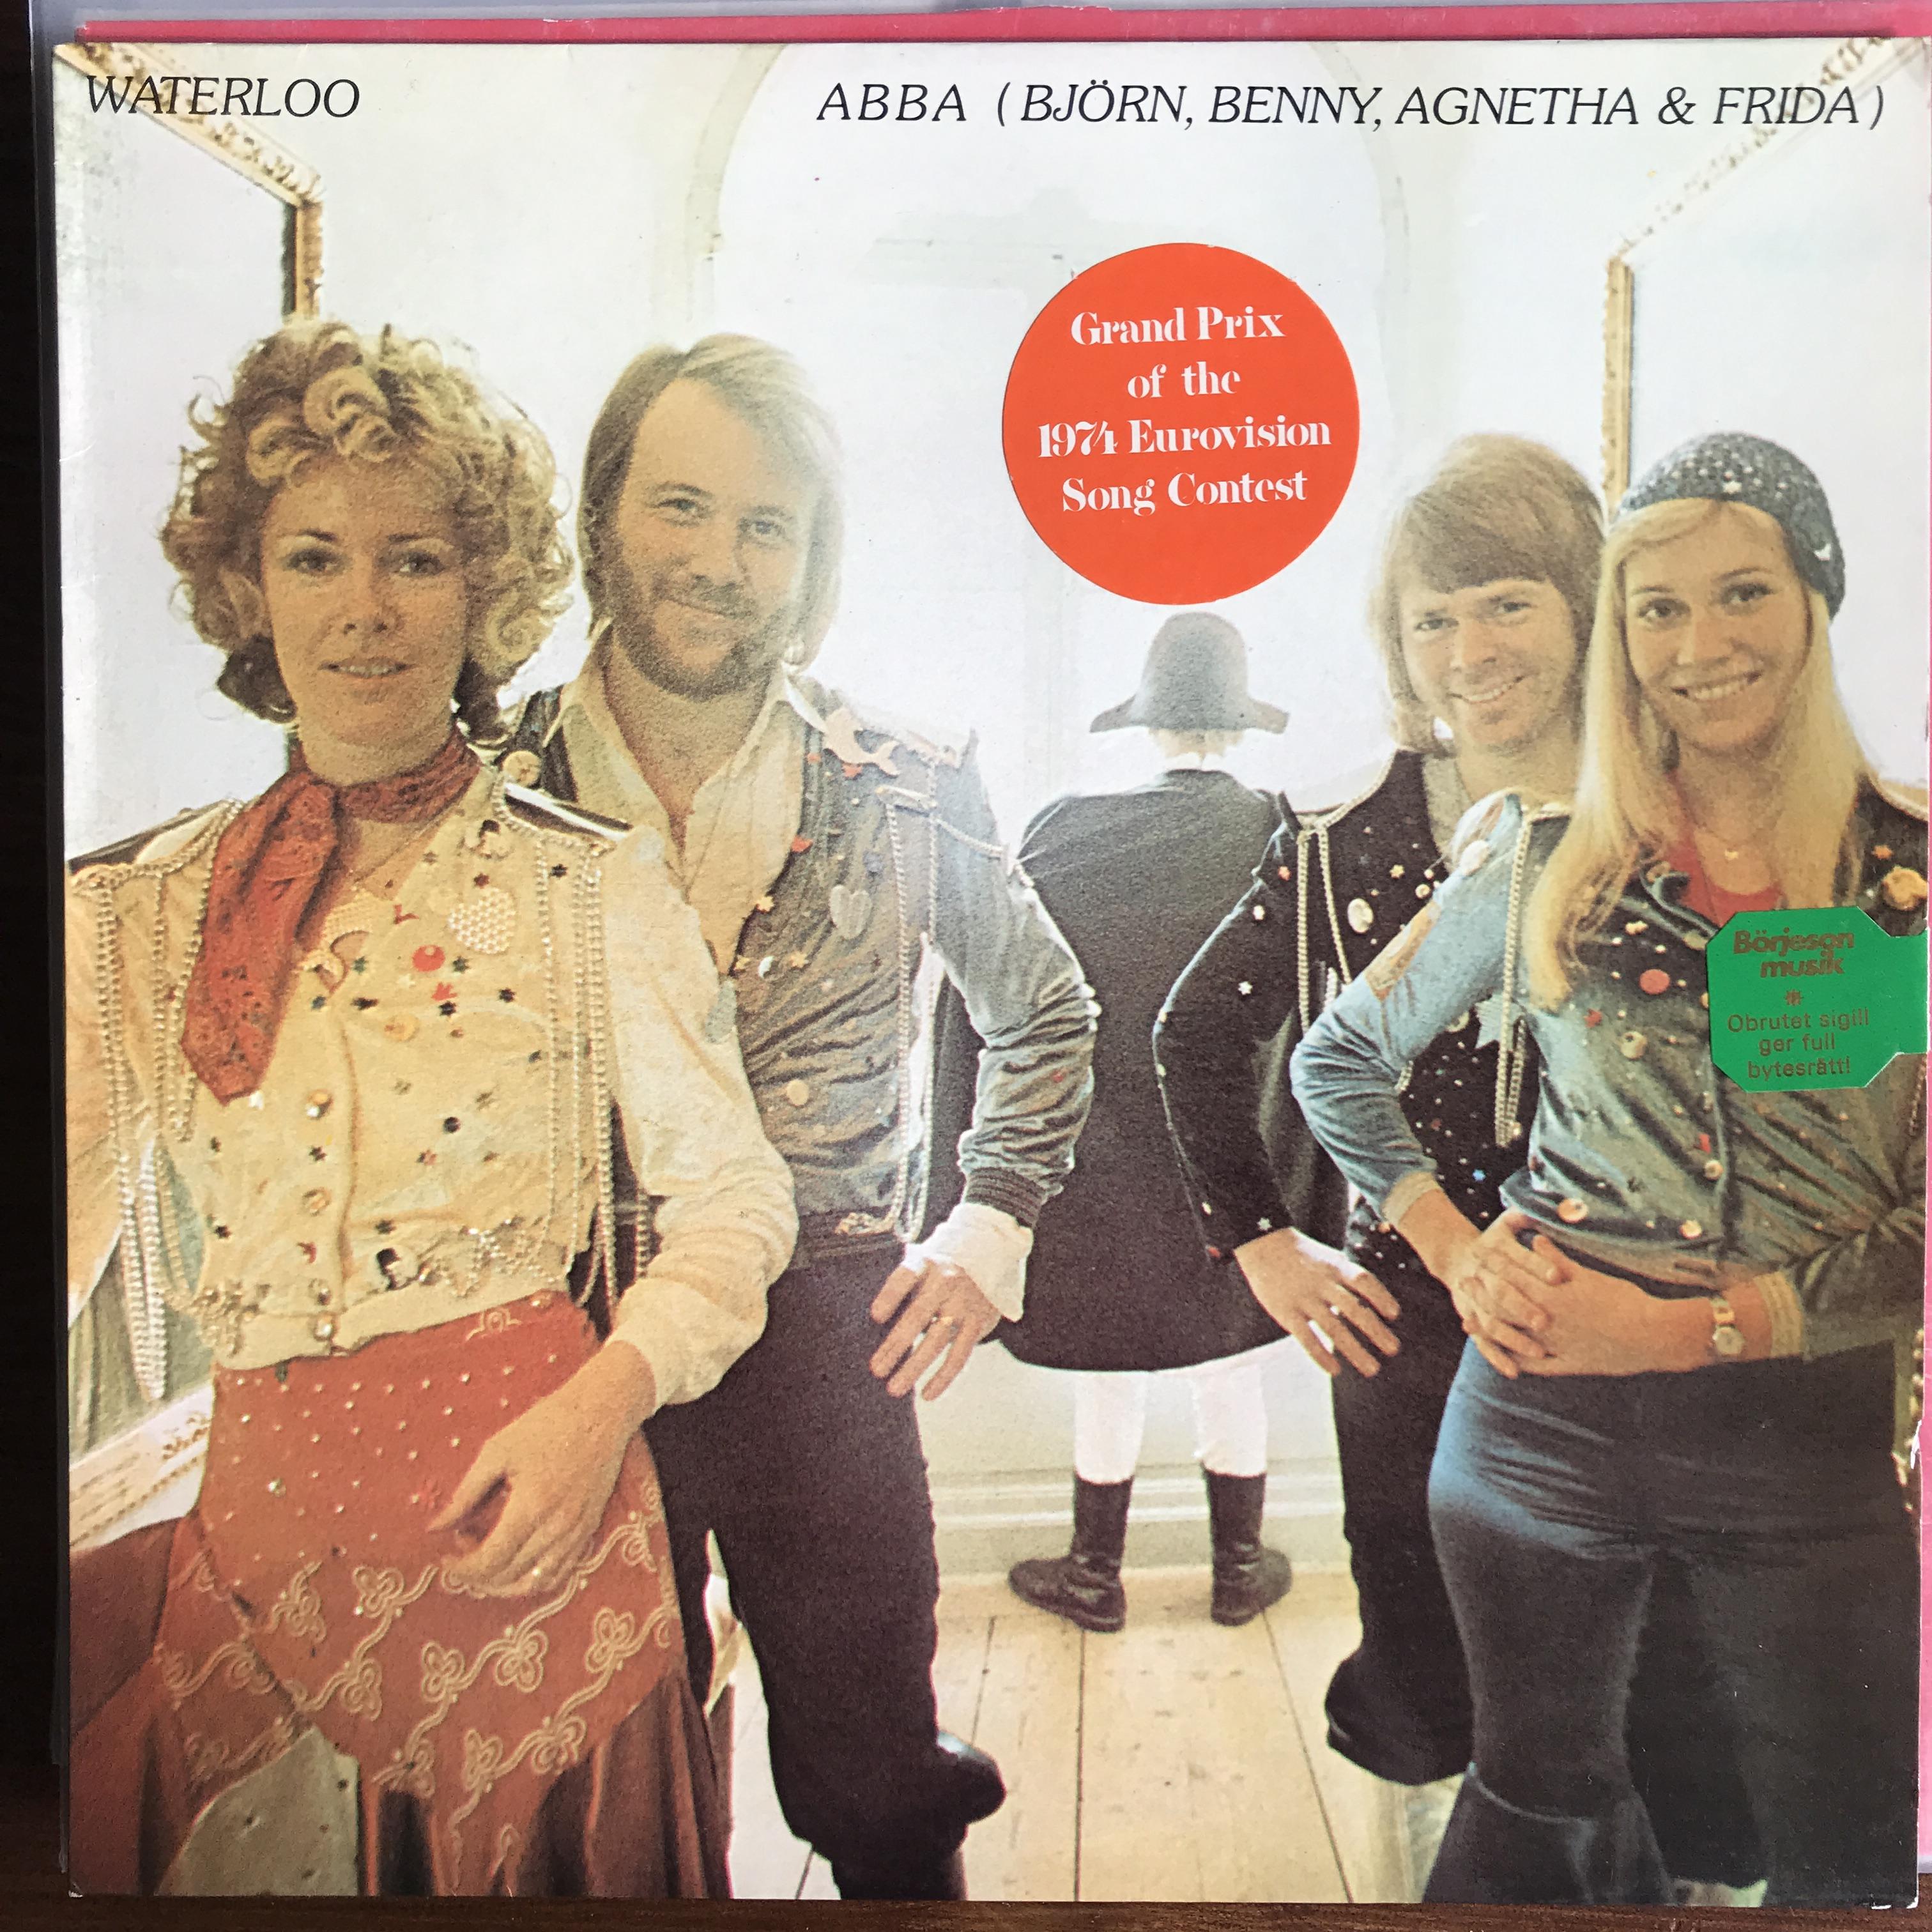 WATERLOO
ABBA (BJÖRN, BENNY, AGNETHA & FRIDA)
Grand Prix
of the
1974 Eurovision
Song Contest
Börjeson
musik
Obrutet sigill
ger full
bytesrätt!